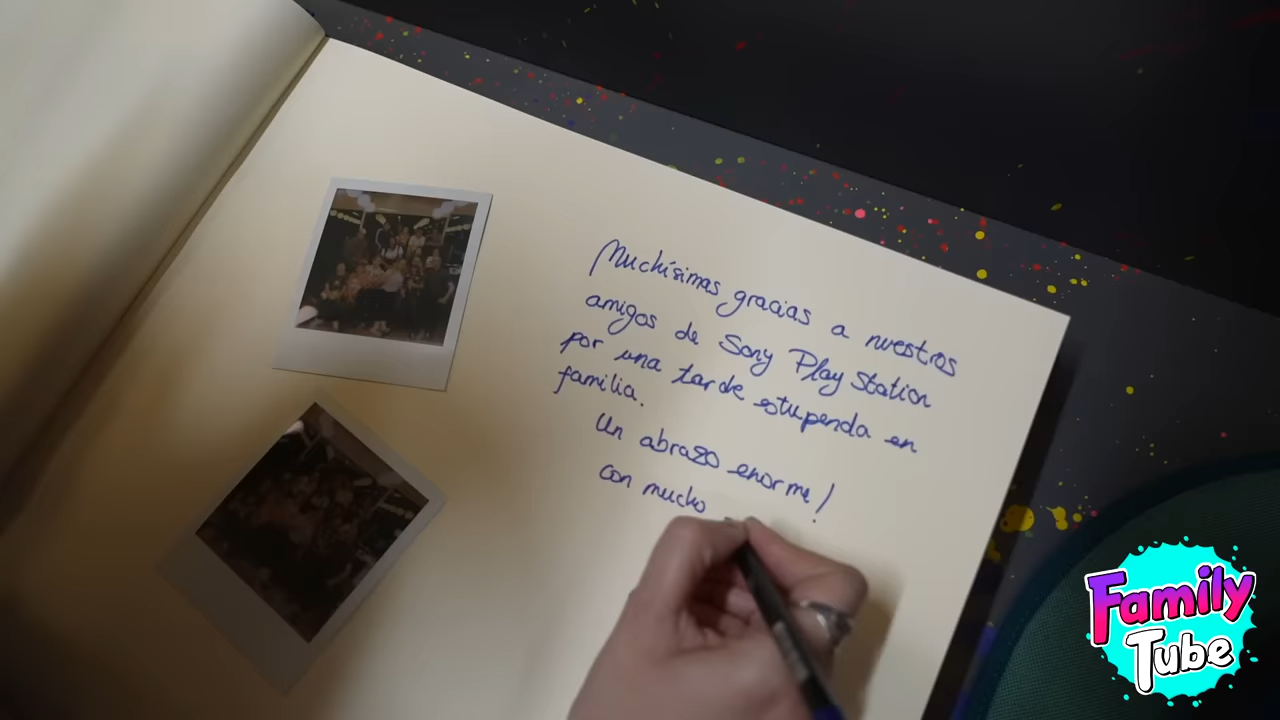 Muchísimas gracias a nuestros
amigos de Sony PlayStation
por una tarde estupenda en
familia.
Un abrazo enorme!
con mucho
Family
Tube